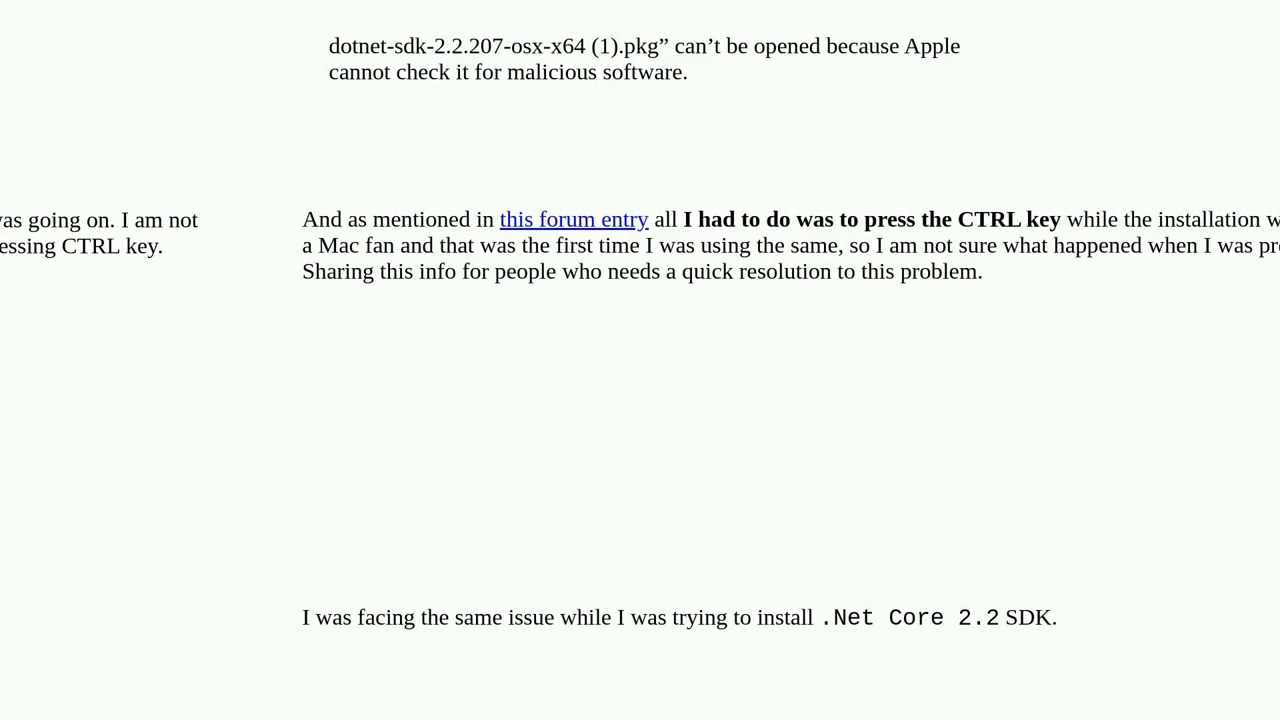 dotnet-sdk-2.2.207-osx-x64 (1).pkg” can’t be opened because Apple
cannot check it for malicious software.
going on. I am not
essing CTRL key.
And as mentioned in this forum entry all I had to do was to press the CTRL key while the installation w
a Mac fan and that was the first time I was using the same, so I am not sure what happened when I was pr
Sharing this info for people who needs a quick resolution to this problem.
I was facing the same issue while I was trying to install .Net Core 2.2 SDK.